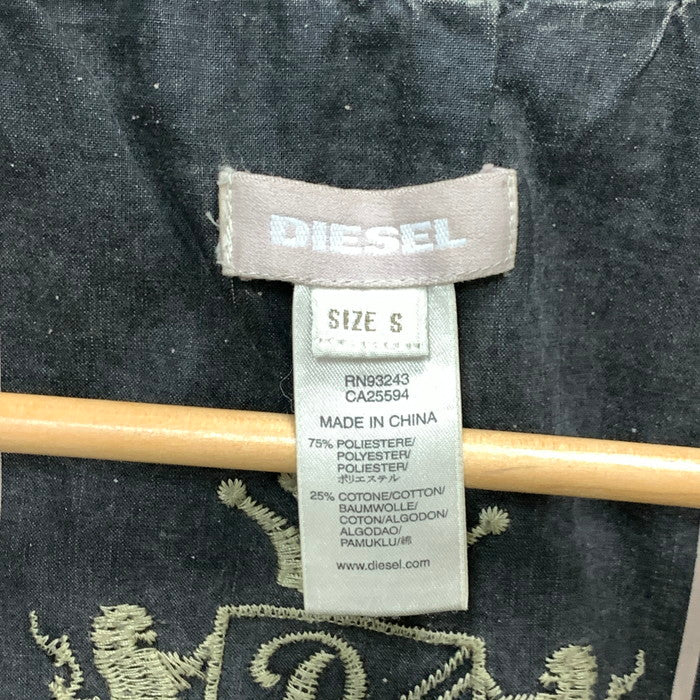 DIESEL
SIZE S
RN93243
CA25594
MADE IN CHINA
75% POLIESTERE/
POLYESTER/
POLIESTER/
ポリエステル
25% COTONE/COTTON/
BAUMWOLLE/
COTON/ALGODON/
ALGODAO/
PAMUKLU/綿
www.diesel.com
D